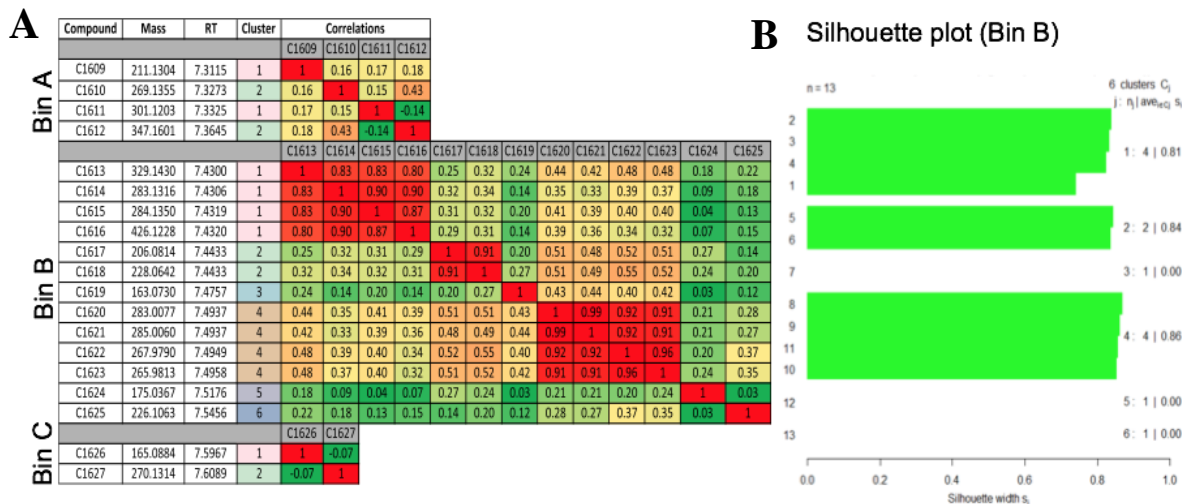 A
Compound Mass RT Cluster Correlations
C1609 C1610 C1611 C1612
Bin A
C1609 211.1304 7.3115 1 1 0.16 0.17 0.18
C1610 269.1355 7.3273 2 0.16 1 0.15 0.43
C1611 301.1203 7.3325 1 0.17 0.15 1 -0.14
C1612 347.1601 7.3645 2 0.18 0.43 -0.14 1
C1613 C1614 C1615 C1616 C1617 C1618 C1619 C1620 C1621 C1622 C1623 C1624 C1625
Bin B
C1613 329.1430 7.4300 1 1 0.83 0.83 0.80 0.25 0.32 0.24 0.44 0.42 0.48 0.48 0.18 0.22
C1614 283.1316 7.4306 1 0.83 1 0.90 0.90 0.32 0.34 0.14 0.35 0.33 0.39 0.37 0.09 0.18
C1615 284.1350 7.4319 1 0.83 0.90 1 0.87 0.31 0.32 0.20 0.41 0.39 0.40 0.40 0.04 0.13
C1616 426.1228 7.4320 1 0.80 0.90 0.87 1 0.29 0.31 0.14 0.39 0.36 0.34 0.32 0.07 0.15
C1617 206.0814 7.4433 2 0.25 0.32 0.31 0.29 1 0.91 0.20 0.51 0.48 0.52 0.51 0.27 0.14
C1618 228.0642 7.4433 2 0.32 0.34 0.32 0.31 0.91 1 0.27 0.51 0.49 0.55 0.52 0.24 0.20
C1619 163.0730 7.4757 3 0.24 0.14 0.20 0.14 0.20 0.27 1 0.43 0.44 0.40 0.42 0.03 0.12
C1620 283.0077 7.4937 4 0.44 0.35 0.41 0.39 0.51 0.51 0.43 1 0.99 0.92 0.91 0.21 0.28
C1621 285.0060 7.4937 4 0.42 0.33 0.39 0.36 0.48 0.49 0.44 0.99 1 0.92 0.91 0.21 0.27
C1622 267.9790 7.4949 4 0.48 0.39 0.40 0.34 0.52 0.55 0.40 0.92 0.92 1 0.96 0.20 0.37
C1623 265.9813 7.4958 4 0.48 0.37 0.40 0.32 0.51 0.52 0.42 0.91 0.91 0.96 1 0.24 0.35
C1624 175.0367 7.5176 5 0.18 0.09 0.04 0.07 0.27 0.24 0.03 0.21 0.21 0.20 0.24 1 0.03
C1625 226.1063 7.5456 6 0.22 0.18 0.13 0.15 0.14 0.20 0.12 0.28 0.27 0.37 0.35 0.03 1
C1626 C1627
Bin C
C1626 165.0884 7.5967 1 1 -0.07
C1627 270.1314 7.6089 2 -0.07 1
B Silhouette plot (Bin B)
n = 13 6 clusters Cj
j : nj | avei∈Cj si
2
3
1 : 4 | 0.81
4
1
5
2 : 2 | 0.84
6
7 3 : 1 | 0.00
8
9
4 : 4 | 0.86
11
10
12 5 : 1 | 0.00
13 6 : 1 | 0.00
0.0 0.2 0.4 0.6 0.8 1.0
Silhouette width si